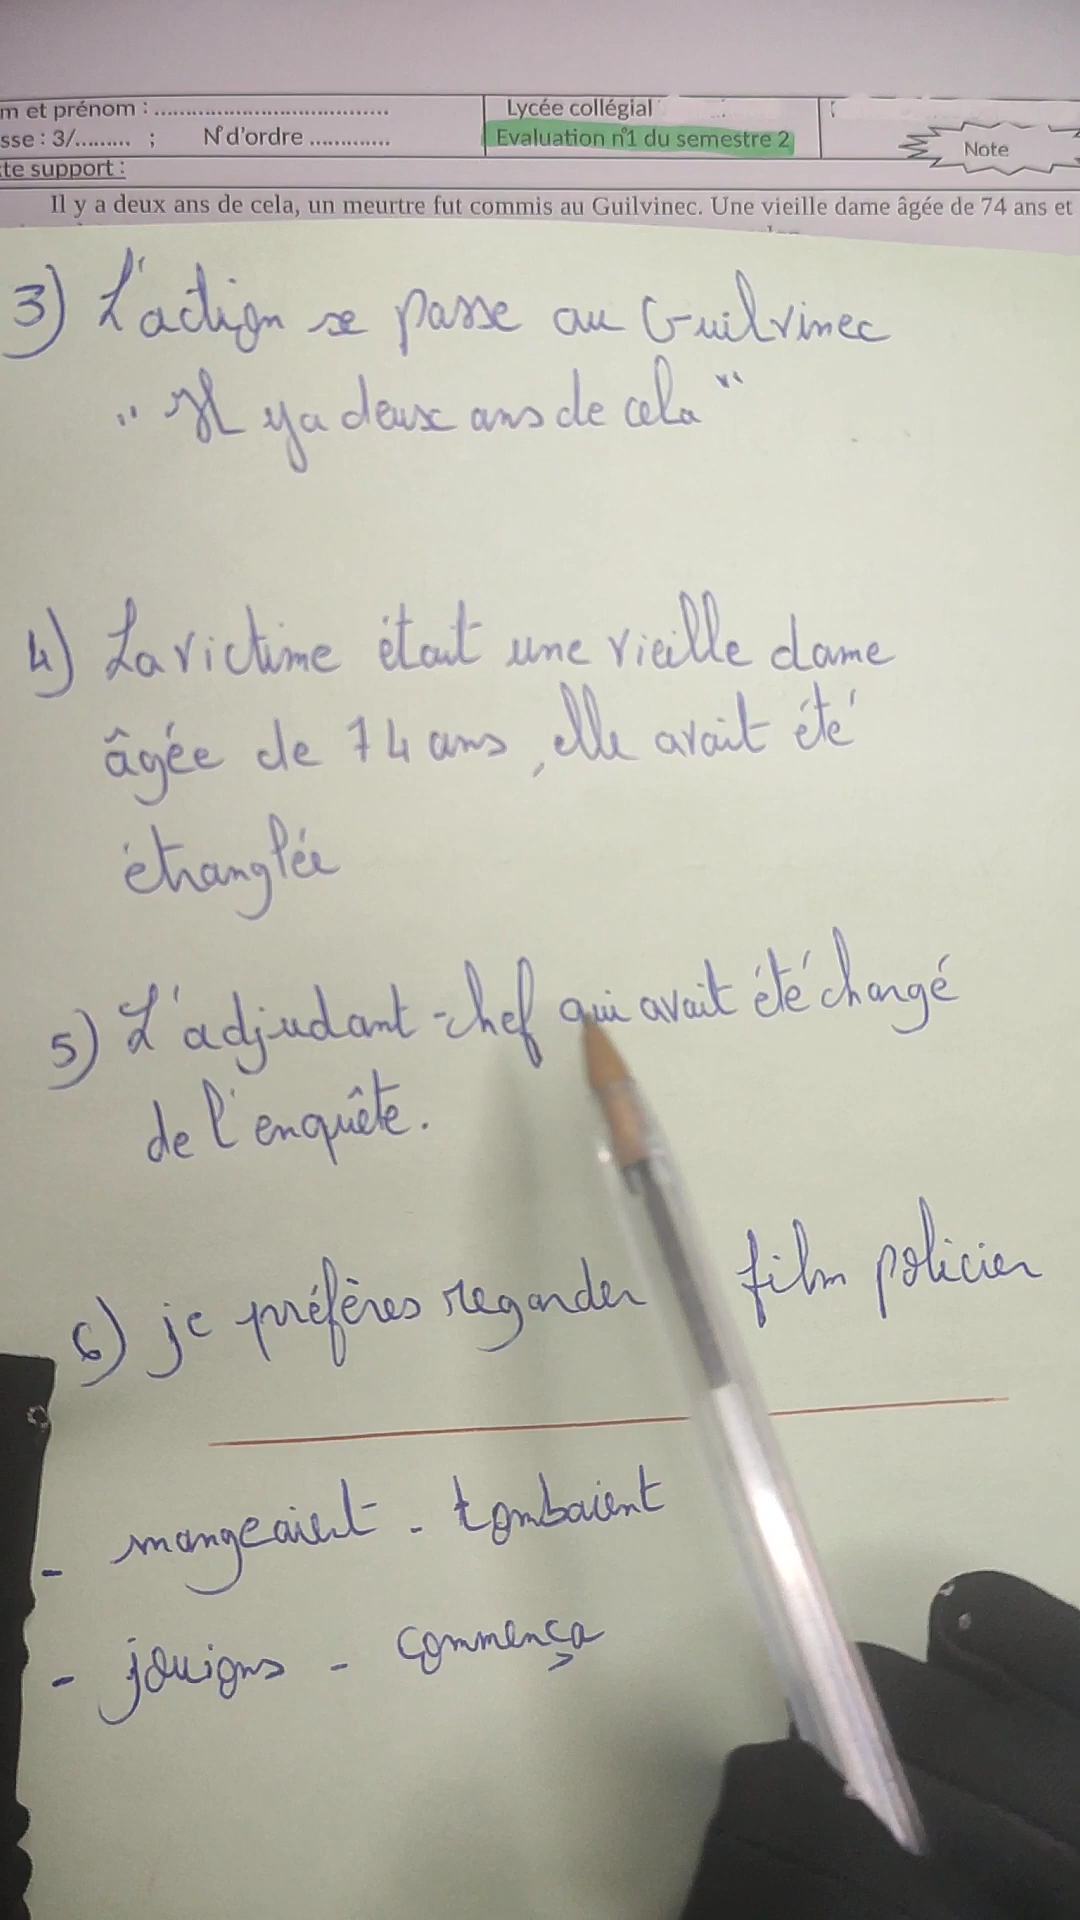 m et prénom : ........................................
Lycée collégial
sse : 3/......... ; N°d'ordre .............
Evaluation n°1 du semestre 2
Note
te support :
Il y a deux ans de cela, un meurtre fut commis au Guilvinec. Une vieille dame âgée de 74 ans et
3) L'action se passe au Guilvinec
" Il y a deux ans de cela "
4) La victime était une vieille dame
âgée de 74 ans, elle avait été
étranglée
5) L'adjudant-chef qui avait été chargé
de l'enquête.
6) je préfères regarder film policier
- mangeaient - tombaient
- jouions - commença